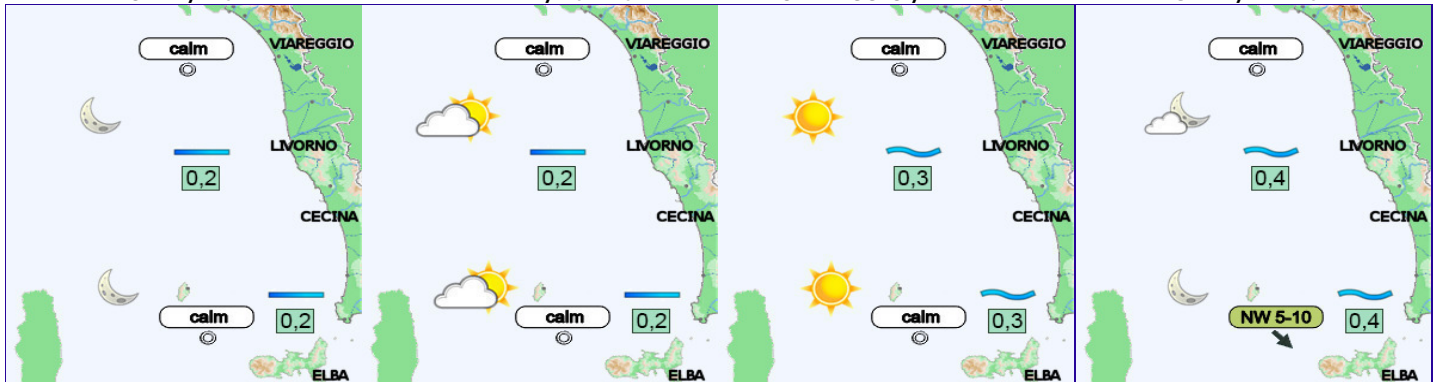 calm
VIAREGGIO
LIVORNO
0,2
CECINA
calm
0,2
ELBA
calm
VIAREGGIO
LIVORNO
0,2
CECINA
calm
0,2
ELBA
calm
VIAREGGIO
LIVORNO
0,3
CECINA
calm
0,3
ELBA
calm
VIAREGGIO
LIVORNO
0,4
CECINA
NW 5-10
0,4
ELBA